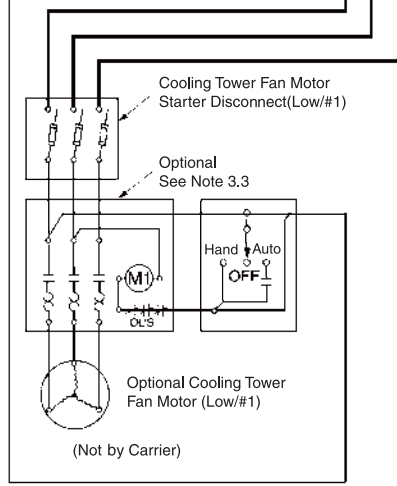 Cooling Tower Fan Motor
Starter Disconnect(Low/#1)
Optional
See Note 3.3
Hand
Auto
OFF
M1
OL'S
Optional Cooling Tower
Fan Motor (Low/#1)
(Not by Carrier)